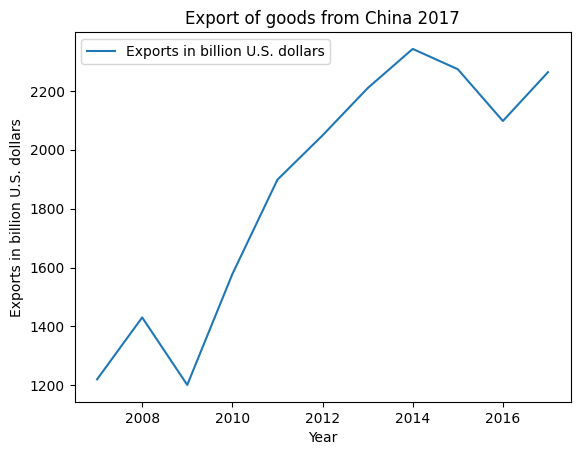 Export of goods from China 2017
Exports in billion U.S. dollars
Exports in billion U.S. dollars
2200
2000
1800
1600
1400
1200
2008 2010 2012 2014 2016
Year